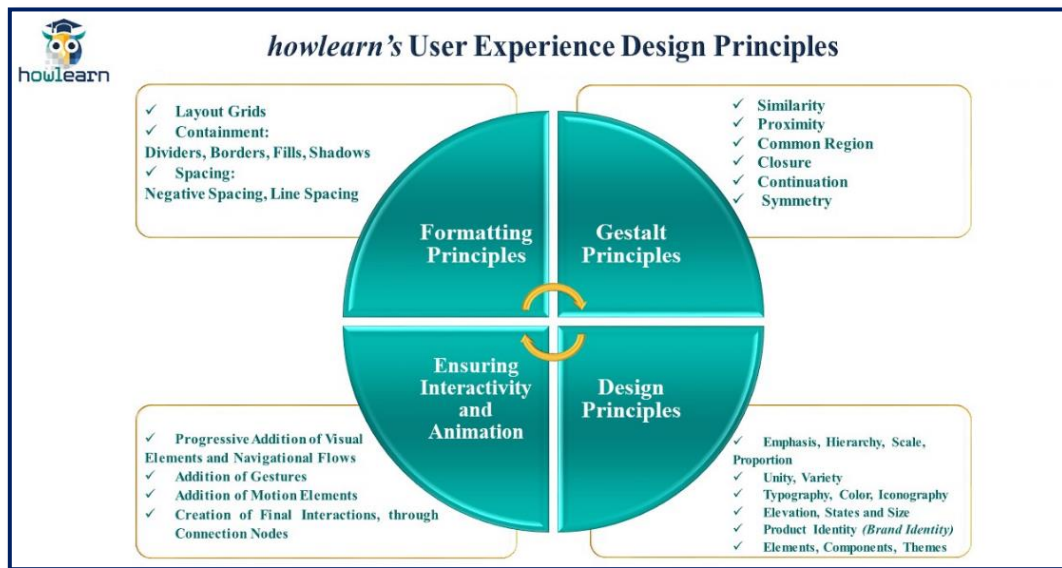 howlearn's User Experience Design Principles
howlearn
✓ Layout Grids
✓ Containment:
Dividers, Borders, Fills, Shadows
✓ Spacing:
Negative Spacing, Line Spacing
✓ Similarity
✓ Proximity
✓ Common Region
✓ Closure
✓ Continuation
✓ Symmetry
Formatting
Principles
Gestalt
Principles
Ensuring
Interactivity
and
Animation
Design
Principles
✓ Progressive Addition of Visual
Elements and Navigational Flows
✓ Addition of Gestures
✓ Addition of Motion Elements
✓ Creation of Final Interactions, through
Connection Nodes
✓ Emphasis, Hierarchy, Scale,
Proportion
✓ Unity, Variety
✓ Typography, Color, Iconography
✓ Elevation, States and Size
✓ Product Identity (Brand Identity)
✓ Elements, Components, Themes